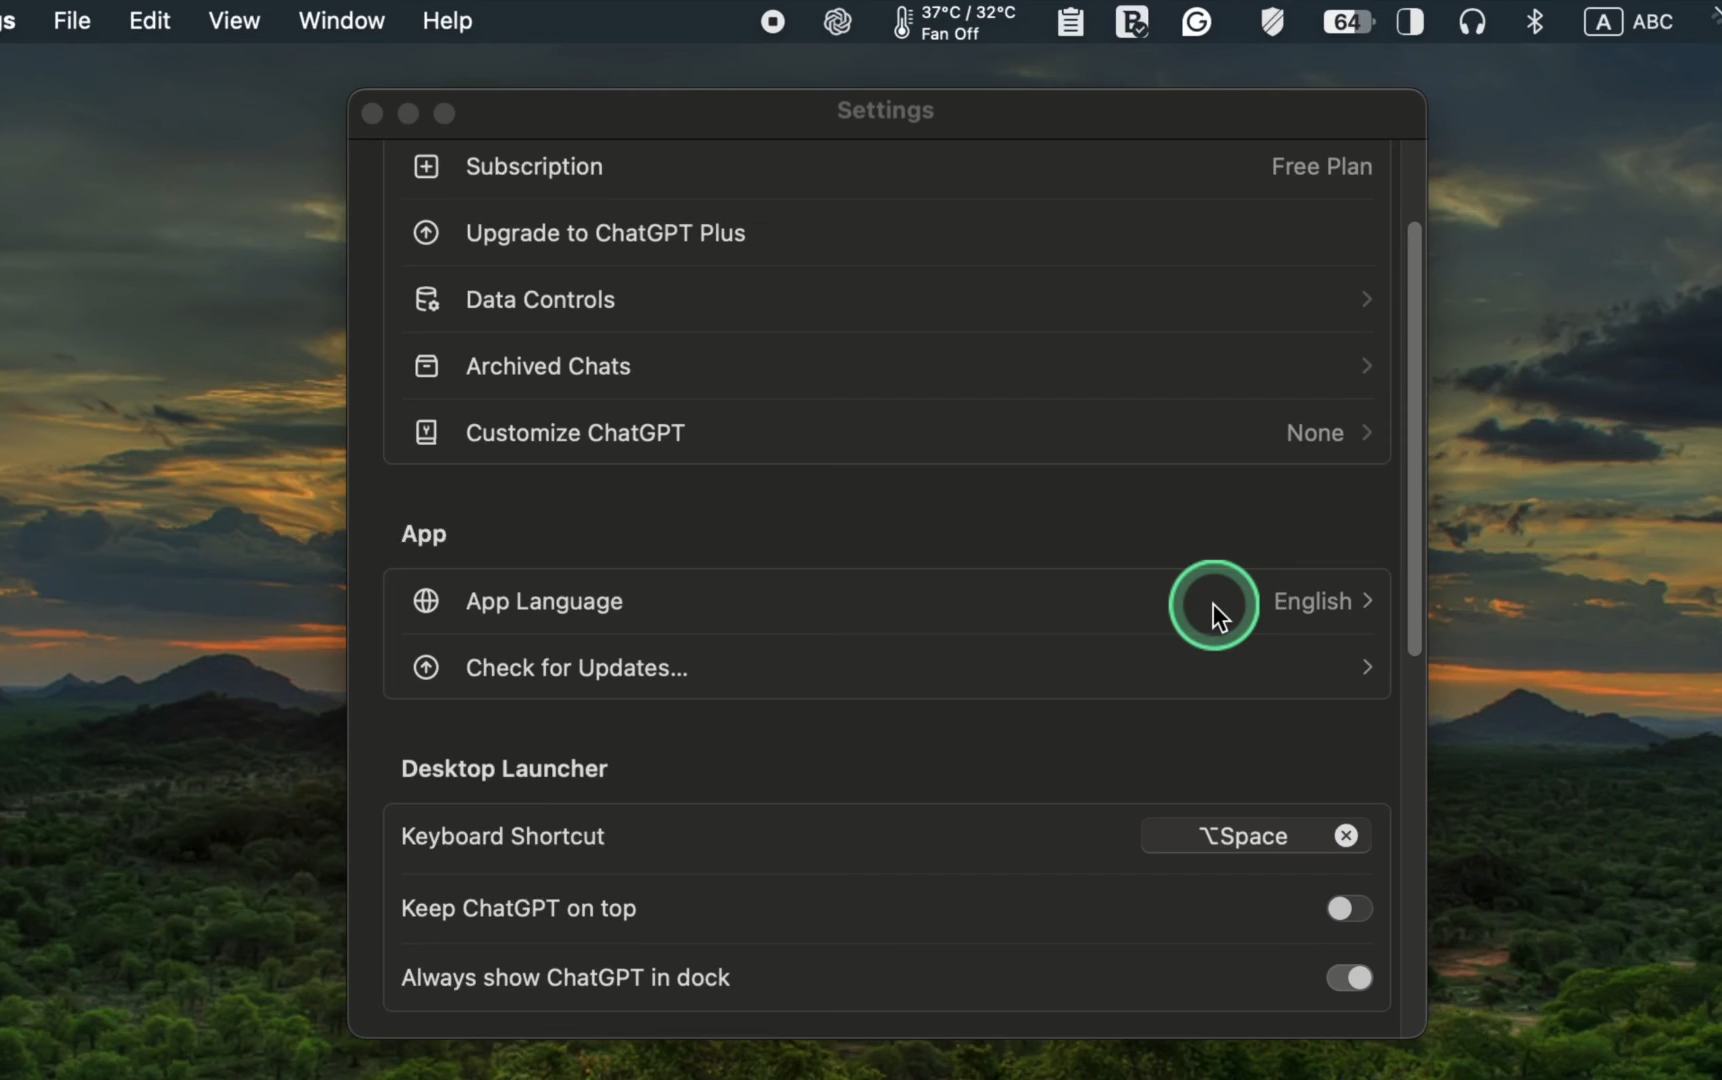 gs File Edit View Window Help 37°C / 32°C 64 A ABC
Fan Off
Settings
Subscription Free Plan
Upgrade to ChatGPT Plus
Data Controls
Archived Chats
Customize ChatGPT None
App
App Language English
Check for Updates...
Desktop Launcher
Keyboard Shortcut ⌥Space
Keep ChatGPT on top
Always show ChatGPT in dock